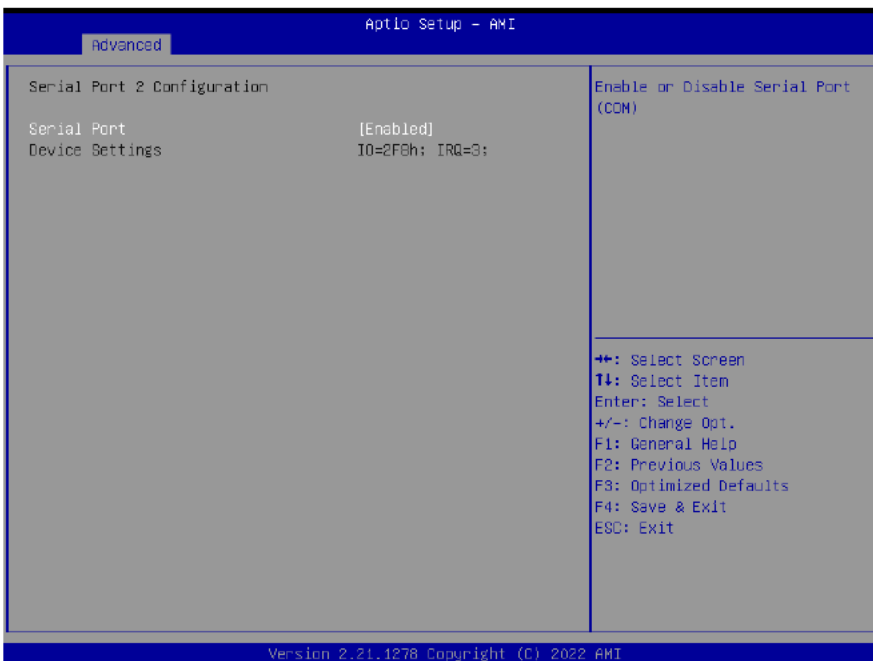 Aptio Setup - AMI
Advanced
Serial Port 2 Configuration
Serial Port [Enabled]
Device Settings IO=2F8h; IRQ=3;
Enable or Disable Serial Port
(COM)
→←: Select Screen
↑↓: Select Item
Enter: Select
+/-: Change Opt.
F1: General Help
F2: Previous Values
F3: Optimized Defaults
F4: Save & Exit
ESC: Exit
Version 2.21.1278 Copyright (C) 2022 AMI